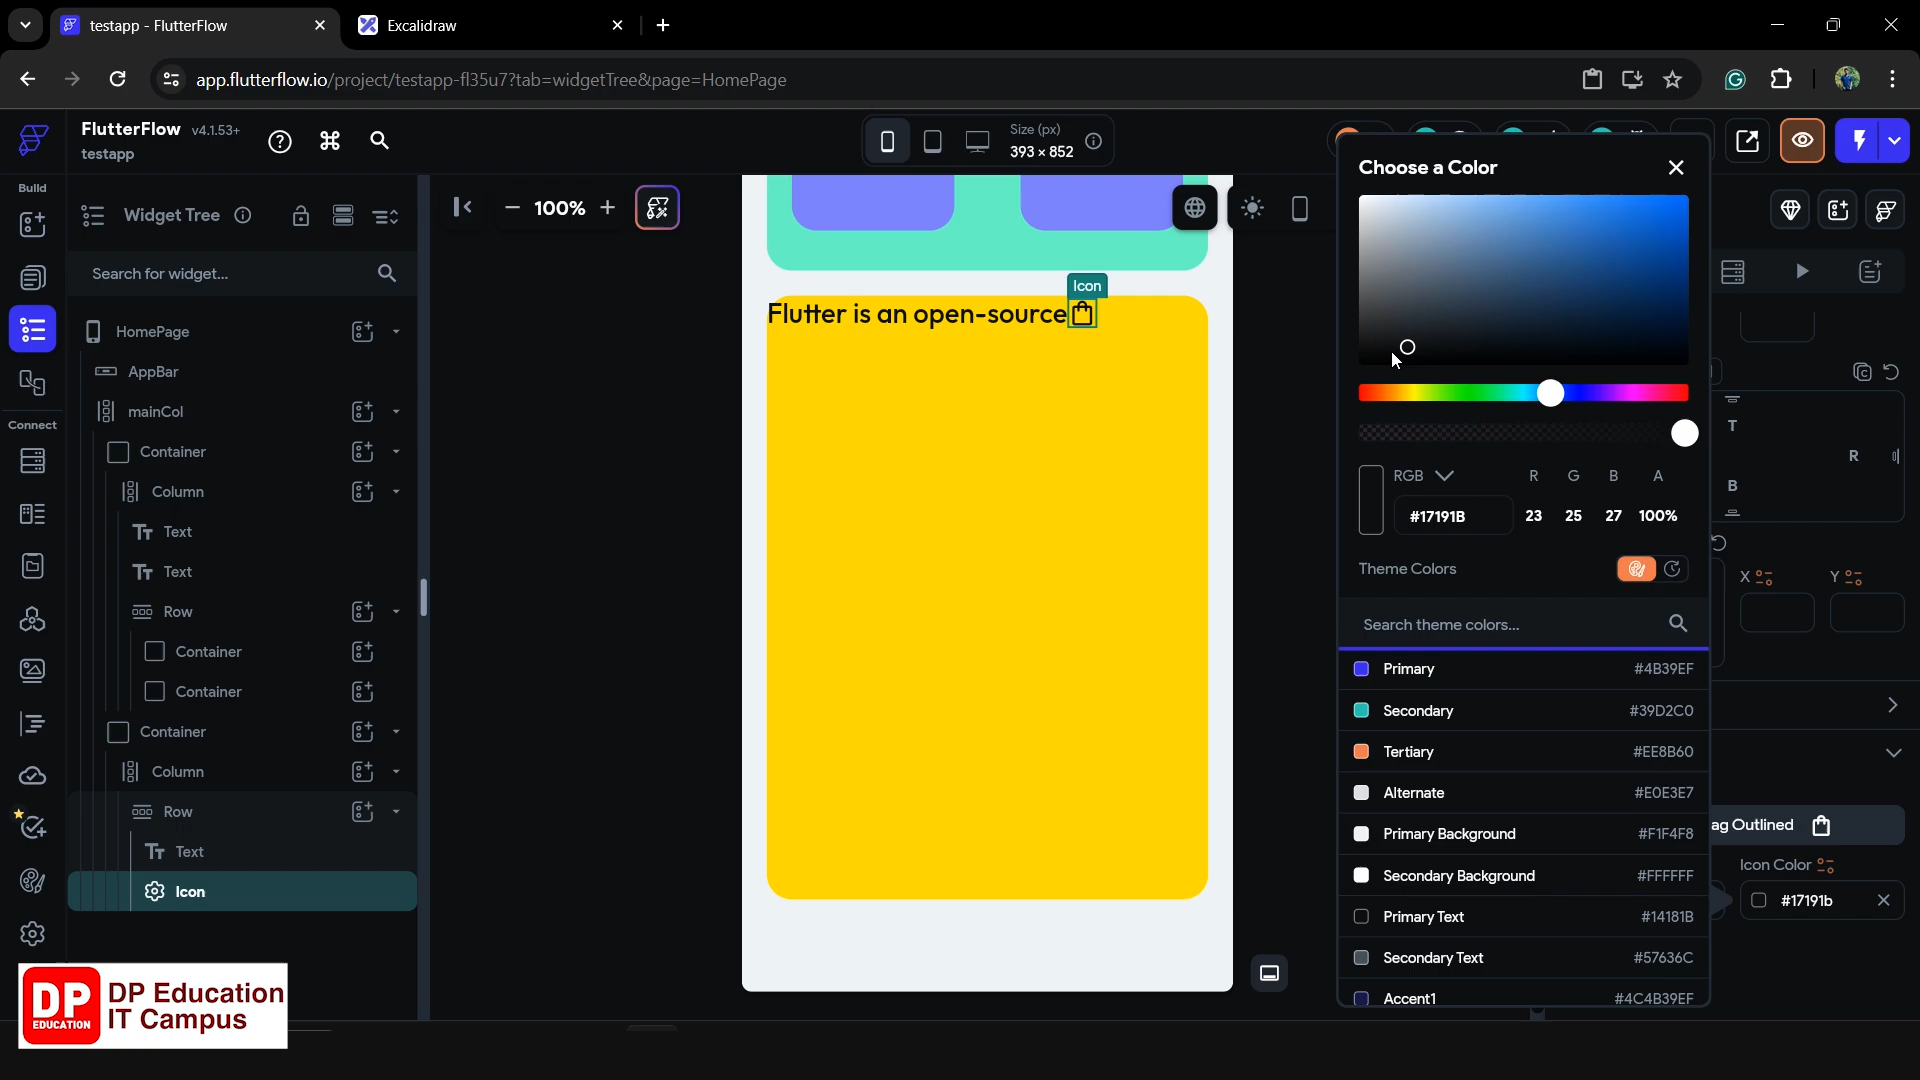 testapp - FlutterFlow
Excalidraw
app.flutterflow.io/project/testapp-fl35u7?tab=widgetTree&page=HomePage
FlutterFlow v4.1.53+
testapp
Size (px)
393 × 852
Choose a Color
Build
Widget Tree
100%
Search for widget...
Icon
Flutter is an open-source
HomePage
AppBar
mainCol
Connect
Container
Column
Text
Text
Row
Container
Container
Container
Column
Row
Text
Icon
RGB
R
G
B
A
#17191B
23
25
27
100%
Theme Colors
Search theme colors...
Primary
#4B39EF
Secondary
#39D2C0
Tertiary
#EE8B60
Alternate
#E0E3E7
Primary Background
#F1F4F8
Secondary Background
#FFFFFF
Primary Text
#14181B
Secondary Text
#57636C
Accent1
#4C4B39EF
T
R
B
X
Y
ag Outlined
Icon Color
#17191b
DP
EDUCATION
DP Education
IT Campus